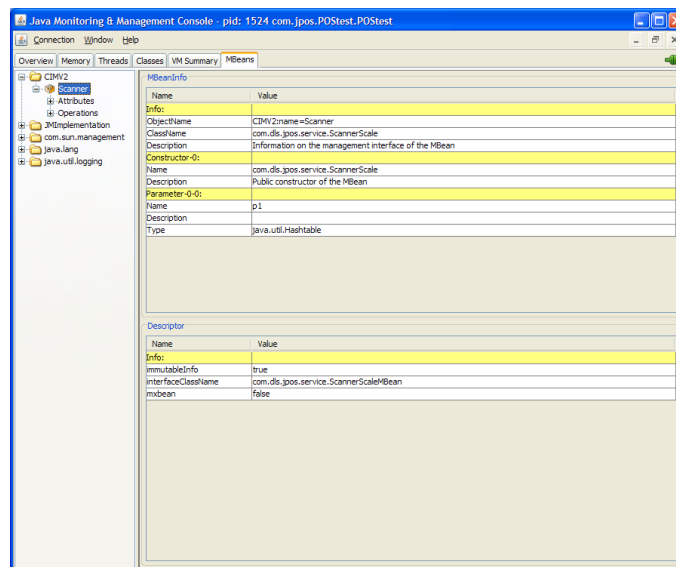 Java Monitoring & Management Console - pid: 1524 com.jpos.POStest.POStest
Connection Window Help
Overview Memory Threads Classes VM Summary MBeans
CIMV2
Scanner
Attributes
Operations
JMImplementation
com.sun.management
java.lang
java.util.logging
MBeanInfo
Name Value
Info:
ObjectName CIMV2:name=Scanner
ClassName com.dls.jpos.service.ScannerScale
Description Information on the management interface of the MBean
Constructor-0:
Name com.dls.jpos.service.ScannerScale
Description Public constructor of the MBean
Parameter-0-0:
Name p1
Description
Type java.util.Hashtable
Descriptor
Name Value
Info:
immutableInfo true
interfaceClassName com.dls.jpos.service.ScannerScaleMBean
mxbean false